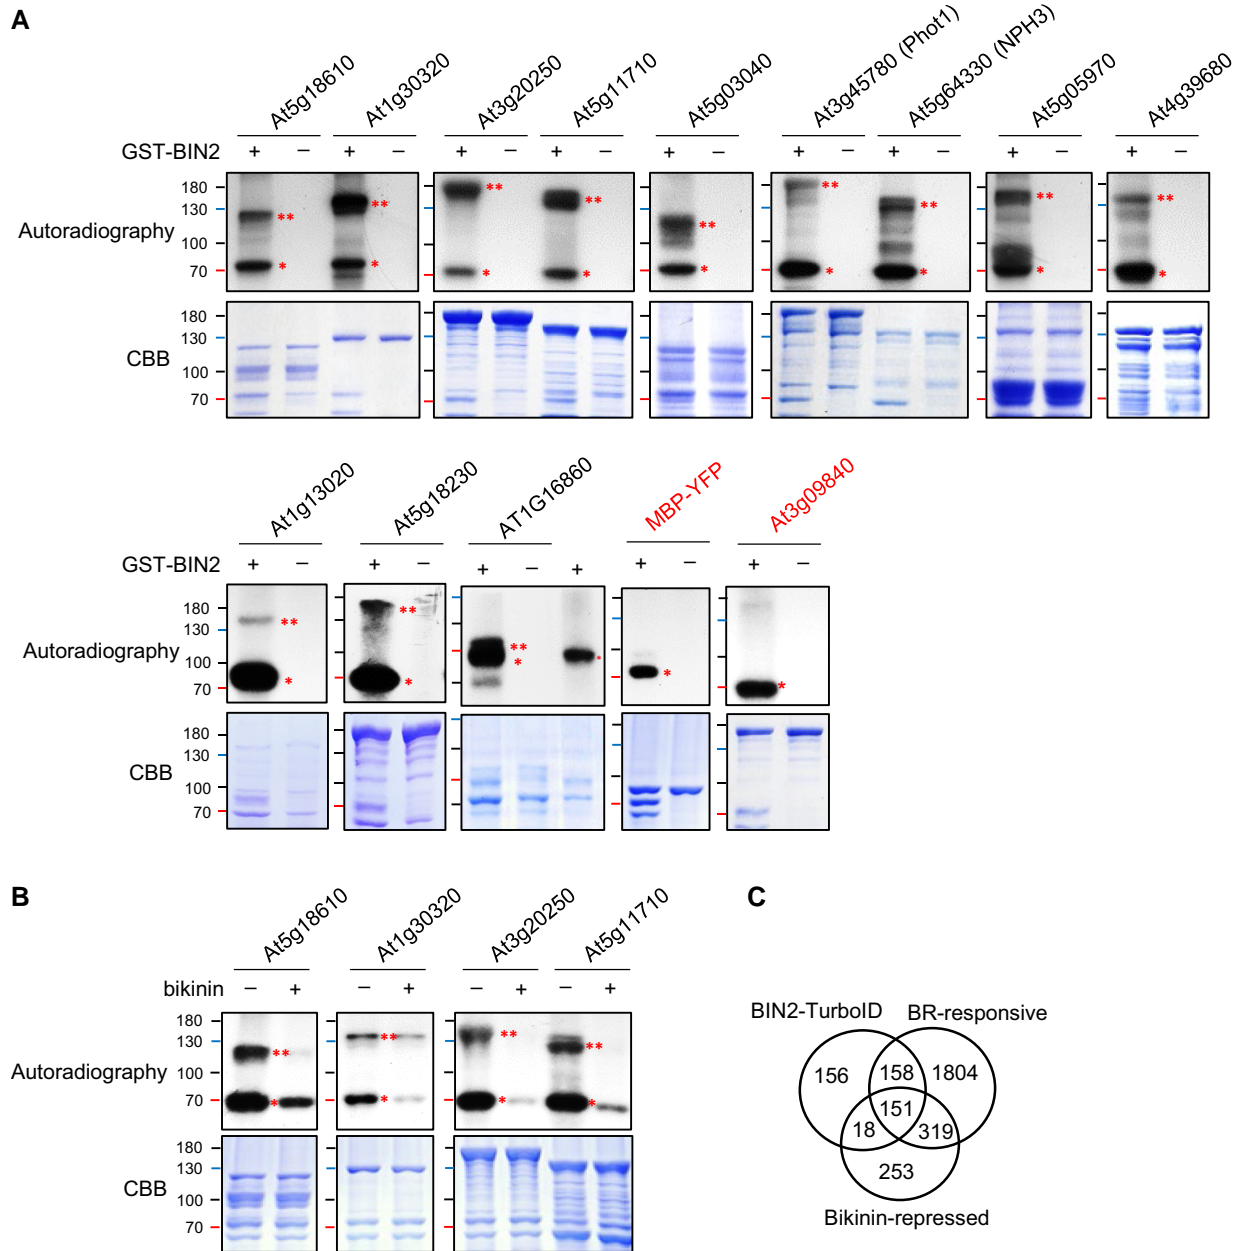 A
At5g18610 At1g30320 At3g20250 At5g11710 At5g03040 At3g45780 (Phot1) At5g64330 (NPH3) At5g05970 At4g39680
GST-BIN2 + – + – + – + – + – + – + – + – + –
Autoradiography
180
130
100
70
** * ** * ** * ** * ** * ** * ** * ** * ** *
CBB
180
130
100
70
At1g13020 At5g18230 AT1G16860 MBP-YFP At3g09840
GST-BIN2 + – + – + – + + – + –
Autoradiography
180
130
100
70
** * ** * ** * * * *
CBB
180
130
100
70
B
At5g18610 At1g30320 At3g20250 At5g11710
bikinin – + – + – + – +
Autoradiography
180
130
100
70
** * ** * ** * ** *
CBB
180
130
100
70
C
BIN2-TurboID BR-responsive
156 158 1804
151
18 319
253
Bikinin-repressed